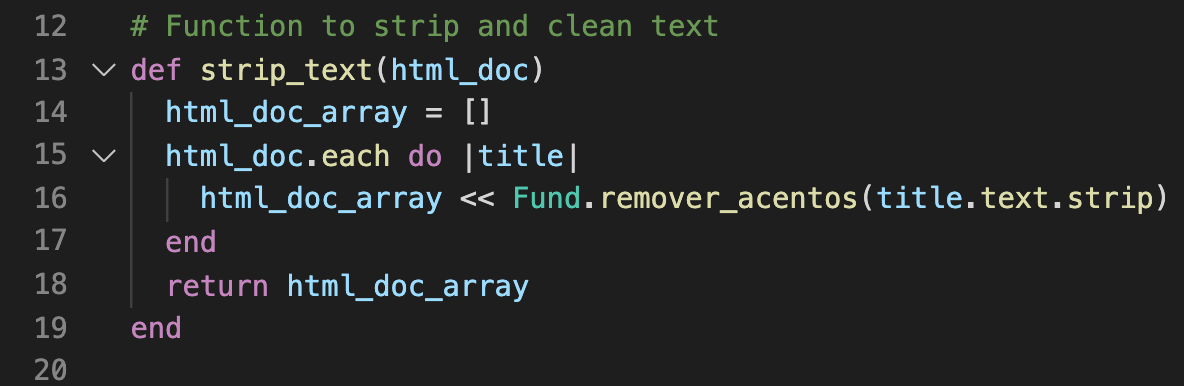 12 # Function to strip and clean text
13 def strip_text(html_doc)
14 html_doc_array = []
15 html_doc.each do |title|
16 html_doc_array << Fund.remover_acentos(title.text.strip)
17 end
18 return html_doc_array
19 end
20